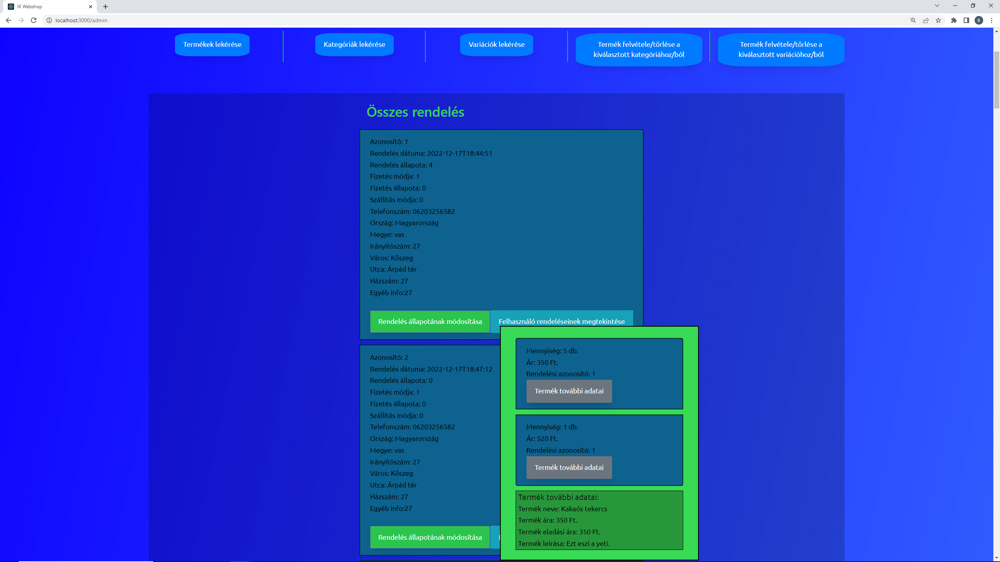 IK Webshop
localhost:3000/admin
B
Termékek lekérése
Kategóriák lekérése
Variációk lekérése
Termék felvétele/törlése a
kiválasztott kategóriához/ból
Termék felvétele/törlése a
kiválasztott variációhoz/ból
Összes rendelés
Azonosító: 1
Rendelés dátuma: 2022-12-17T18:44:51
Rendelés állapota: 4
Fizetés módja: 1
Fizetés állapota: 0
Szállítás módja: 0
Telefonszám: 06203256582
Ország: Magyarország
Megye: vas
Irányítószám: 27
Város: Kőszeg
Utca: Árpád tér
Házszám: 27
Egyéb info:27
Rendelés állapotának módosítása
Felhasználó rendeléseinek megtekintése
Azonosító: 2
Rendelés dátuma: 2022-12-17T18:47:12
Rendelés állapota: 0
Fizetés módja: 1
Fizetés állapota: 0
Szállítás módja: 0
Telefonszám: 06203256582
Ország: Magyarország
Megye: vas
Irányítószám: 27
Város: Kőszeg
Utca: Árpád tér
Házszám: 27
Egyéb info:27
Rendelés állapotának módosítása
Mennyiség: 5 db.
Ár: 350 Ft.
Rendelési azonosító: 1
Termék további adatai
Mennyiség: 1 db.
Ár: 520 Ft.
Rendelési azonosító: 1
Termék további adatai
Termék további adatai:
Termék neve: Kakaós tekercs
Termék ára: 350 Ft.
Termék eladási ára: 350 Ft.
Termék leírása: Ezt eszi a yeti.